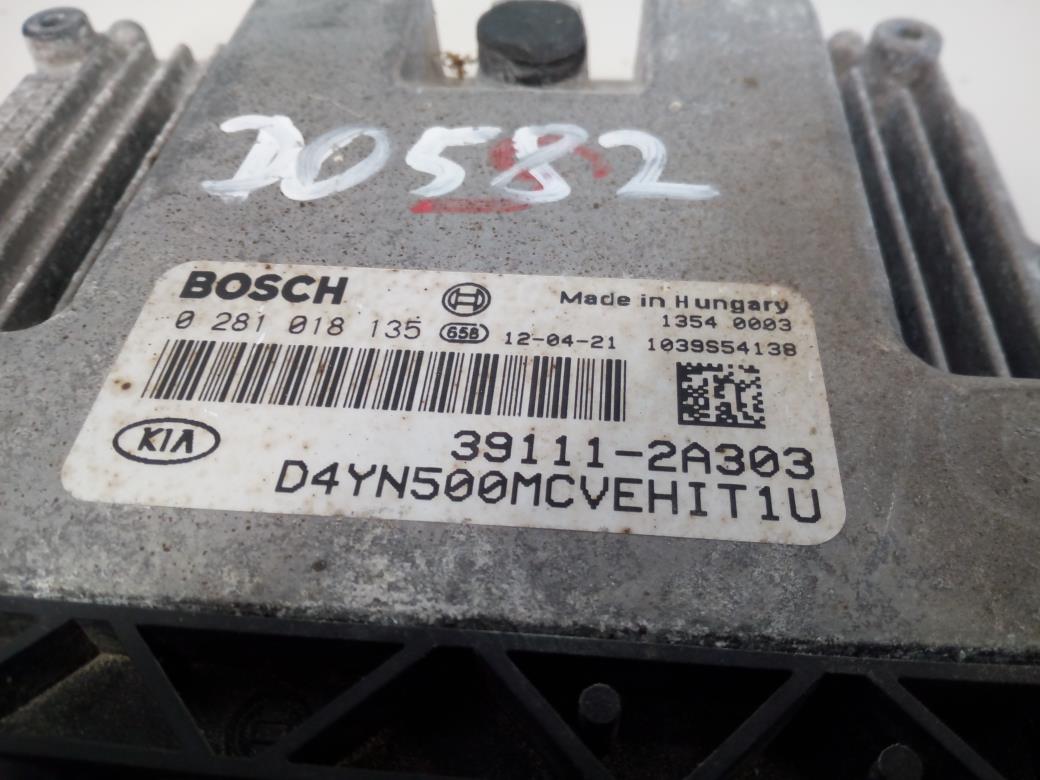 D0582
BOSCH
Made in Hungary
0 281 018 135 658 12-04-21
1354 0003
1039S54138
KIA
39111-2A303
D4YN500MCVEHIT1U